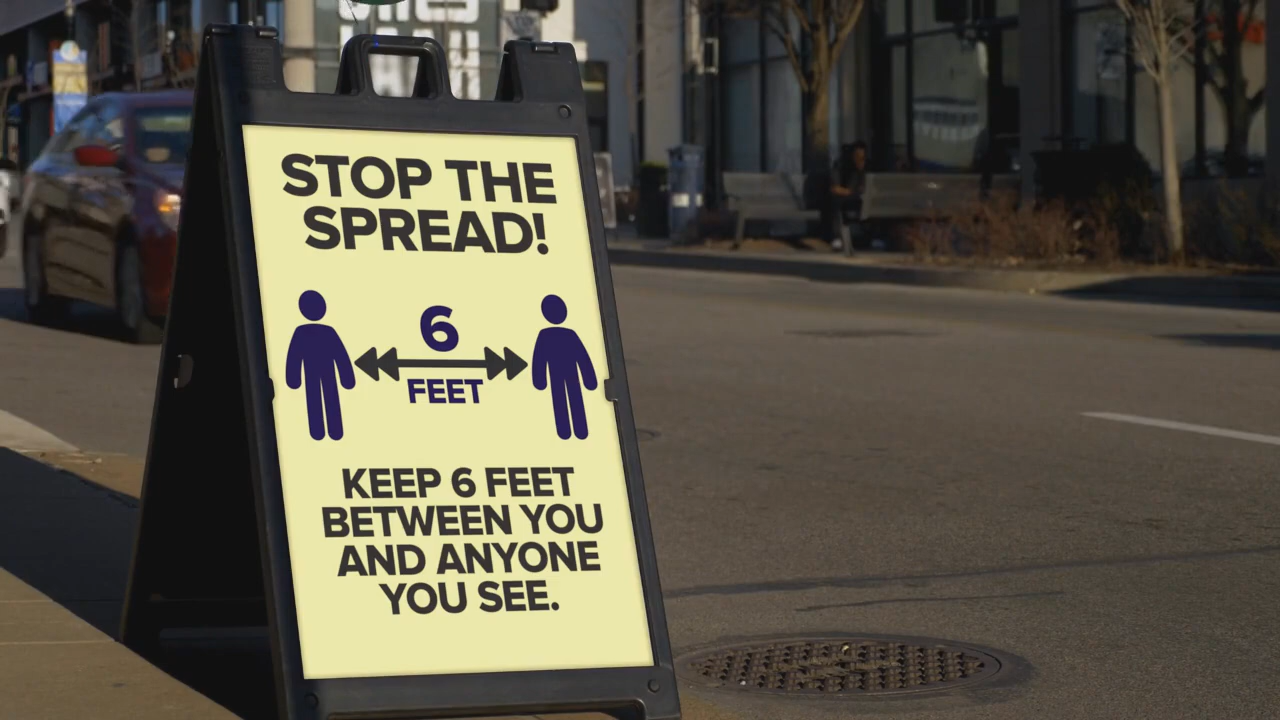 STOP THE
SPREAD!
6
FEET
KEEP 6 FEET
BETWEEN YOU
AND ANYONE
YOU SEE.